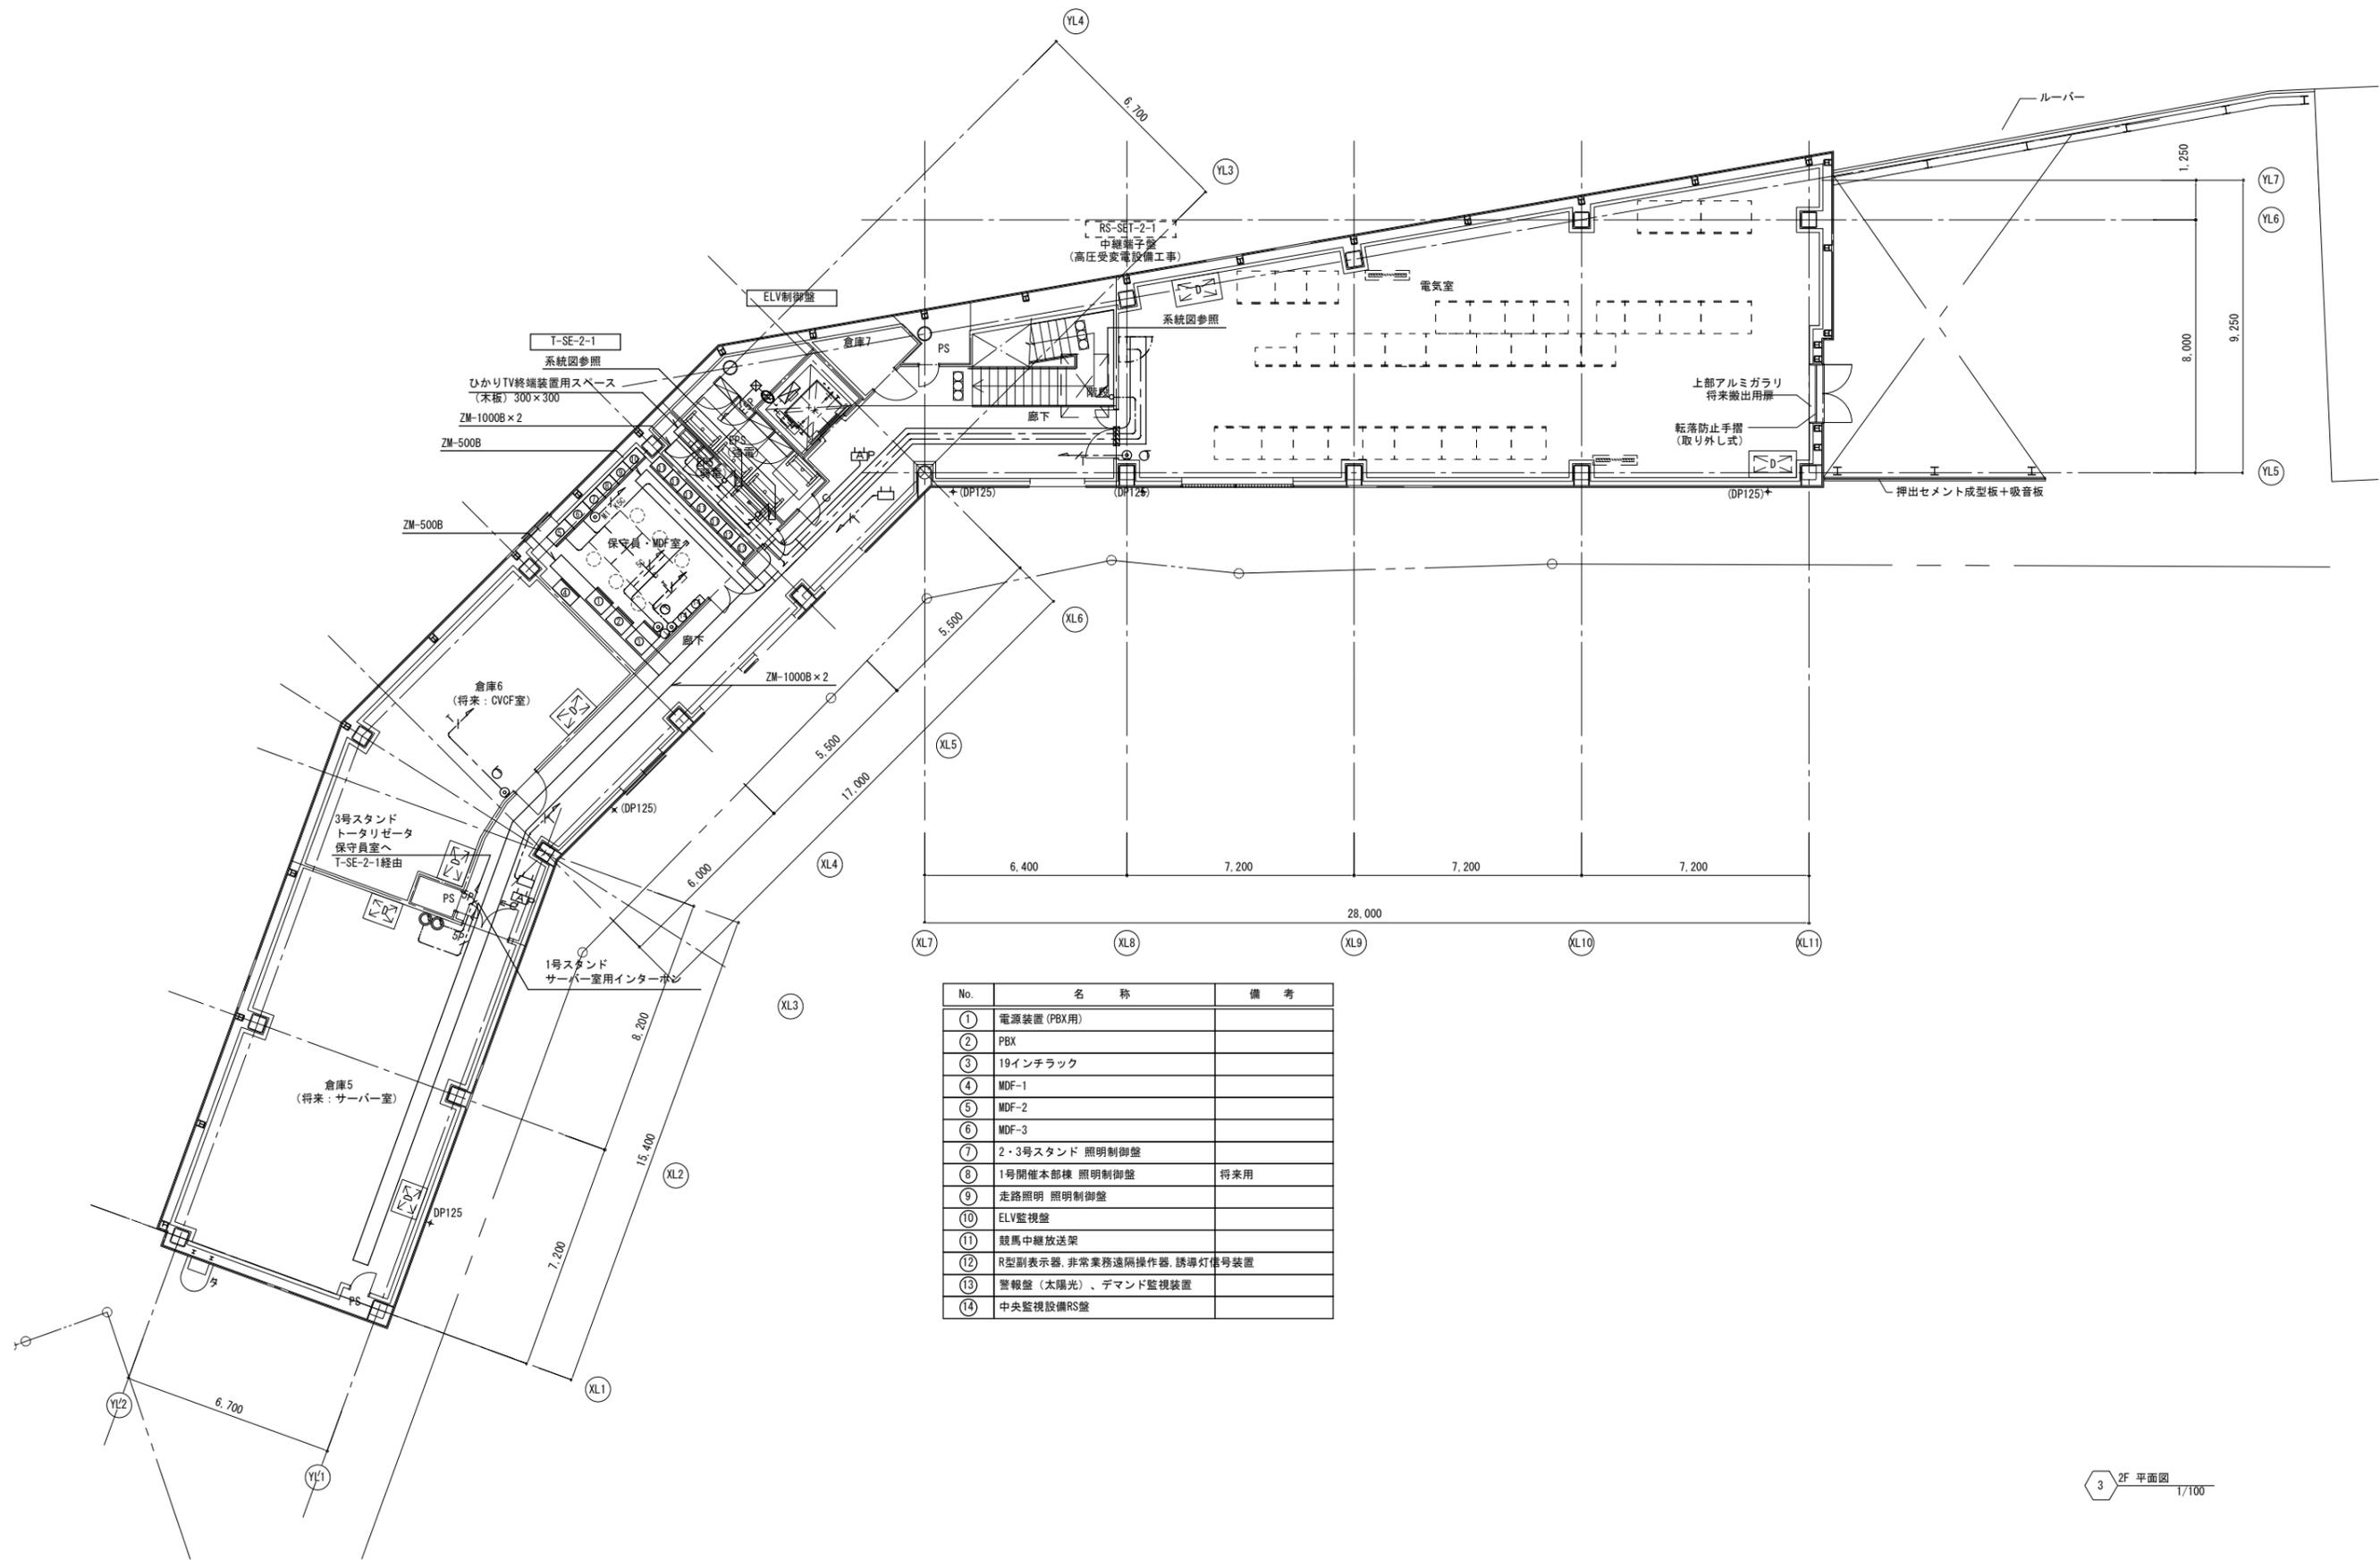 YL4
6,700
ルーバー
YL3
1,250
YL7
YL6
RS-SET-2-1
中継端子盤
(高圧受変電設備工事)
D
電気室
ELV制御盤
系統図参照
T-SE-2-1
系統図参照
倉庫7
PS
8,000
9,250
ひかりTV終端装置用スペース
(木板) 300×300
階段
廊下
上部アルミガラリ
将来搬出用扉
ZM-1000B×2
転落防止手摺
(取り外し式)
ZM-500B
EPS
D
YL5
(DP125)
(DP125)
(DP125)
押出セメント成型板+吸音板
ZM-500B
保守員・MDF室
廊下
5,500
XL6
倉庫6
(将来:CVCF室)
D
ZM-1000B×2
5,500
XL5
17,000
(DP125)
3号スタンド
トータリゼータ
保守員室へ
T-SE-2-1経由
D
6,000
XL4
6,400
7,200
7,200
7,200
PS
D
28,000
XL7
XL8
XL9
XL10
XL11
1号スタンド
サーバー室用インターホン
XL3
8,200
倉庫5
(将来:サーバー室)
15,400
XL2
D
DP125
7,200
PS
XL1
YL2
6,700
YL1
No. 名 称 備 考
① 電源装置(PBX用)
② PBX
③ 19インチラック
④ MDF-1
⑤ MDF-2
⑥ MDF-3
⑦ 2・3号スタンド 照明制御盤
⑧ 1号開催本部棟 照明制御盤 将来用
⑨ 走路照明 照明制御盤
⑩ ELV監視盤
⑪ 競馬中継放送架
⑫ R型副表示器,非常業務遠隔操作器,誘導灯信号装置
⑬ 警報盤(太陽光)、デマンド監視装置
⑭ 中央監視設備RS盤
3
2F 平面図
1/100